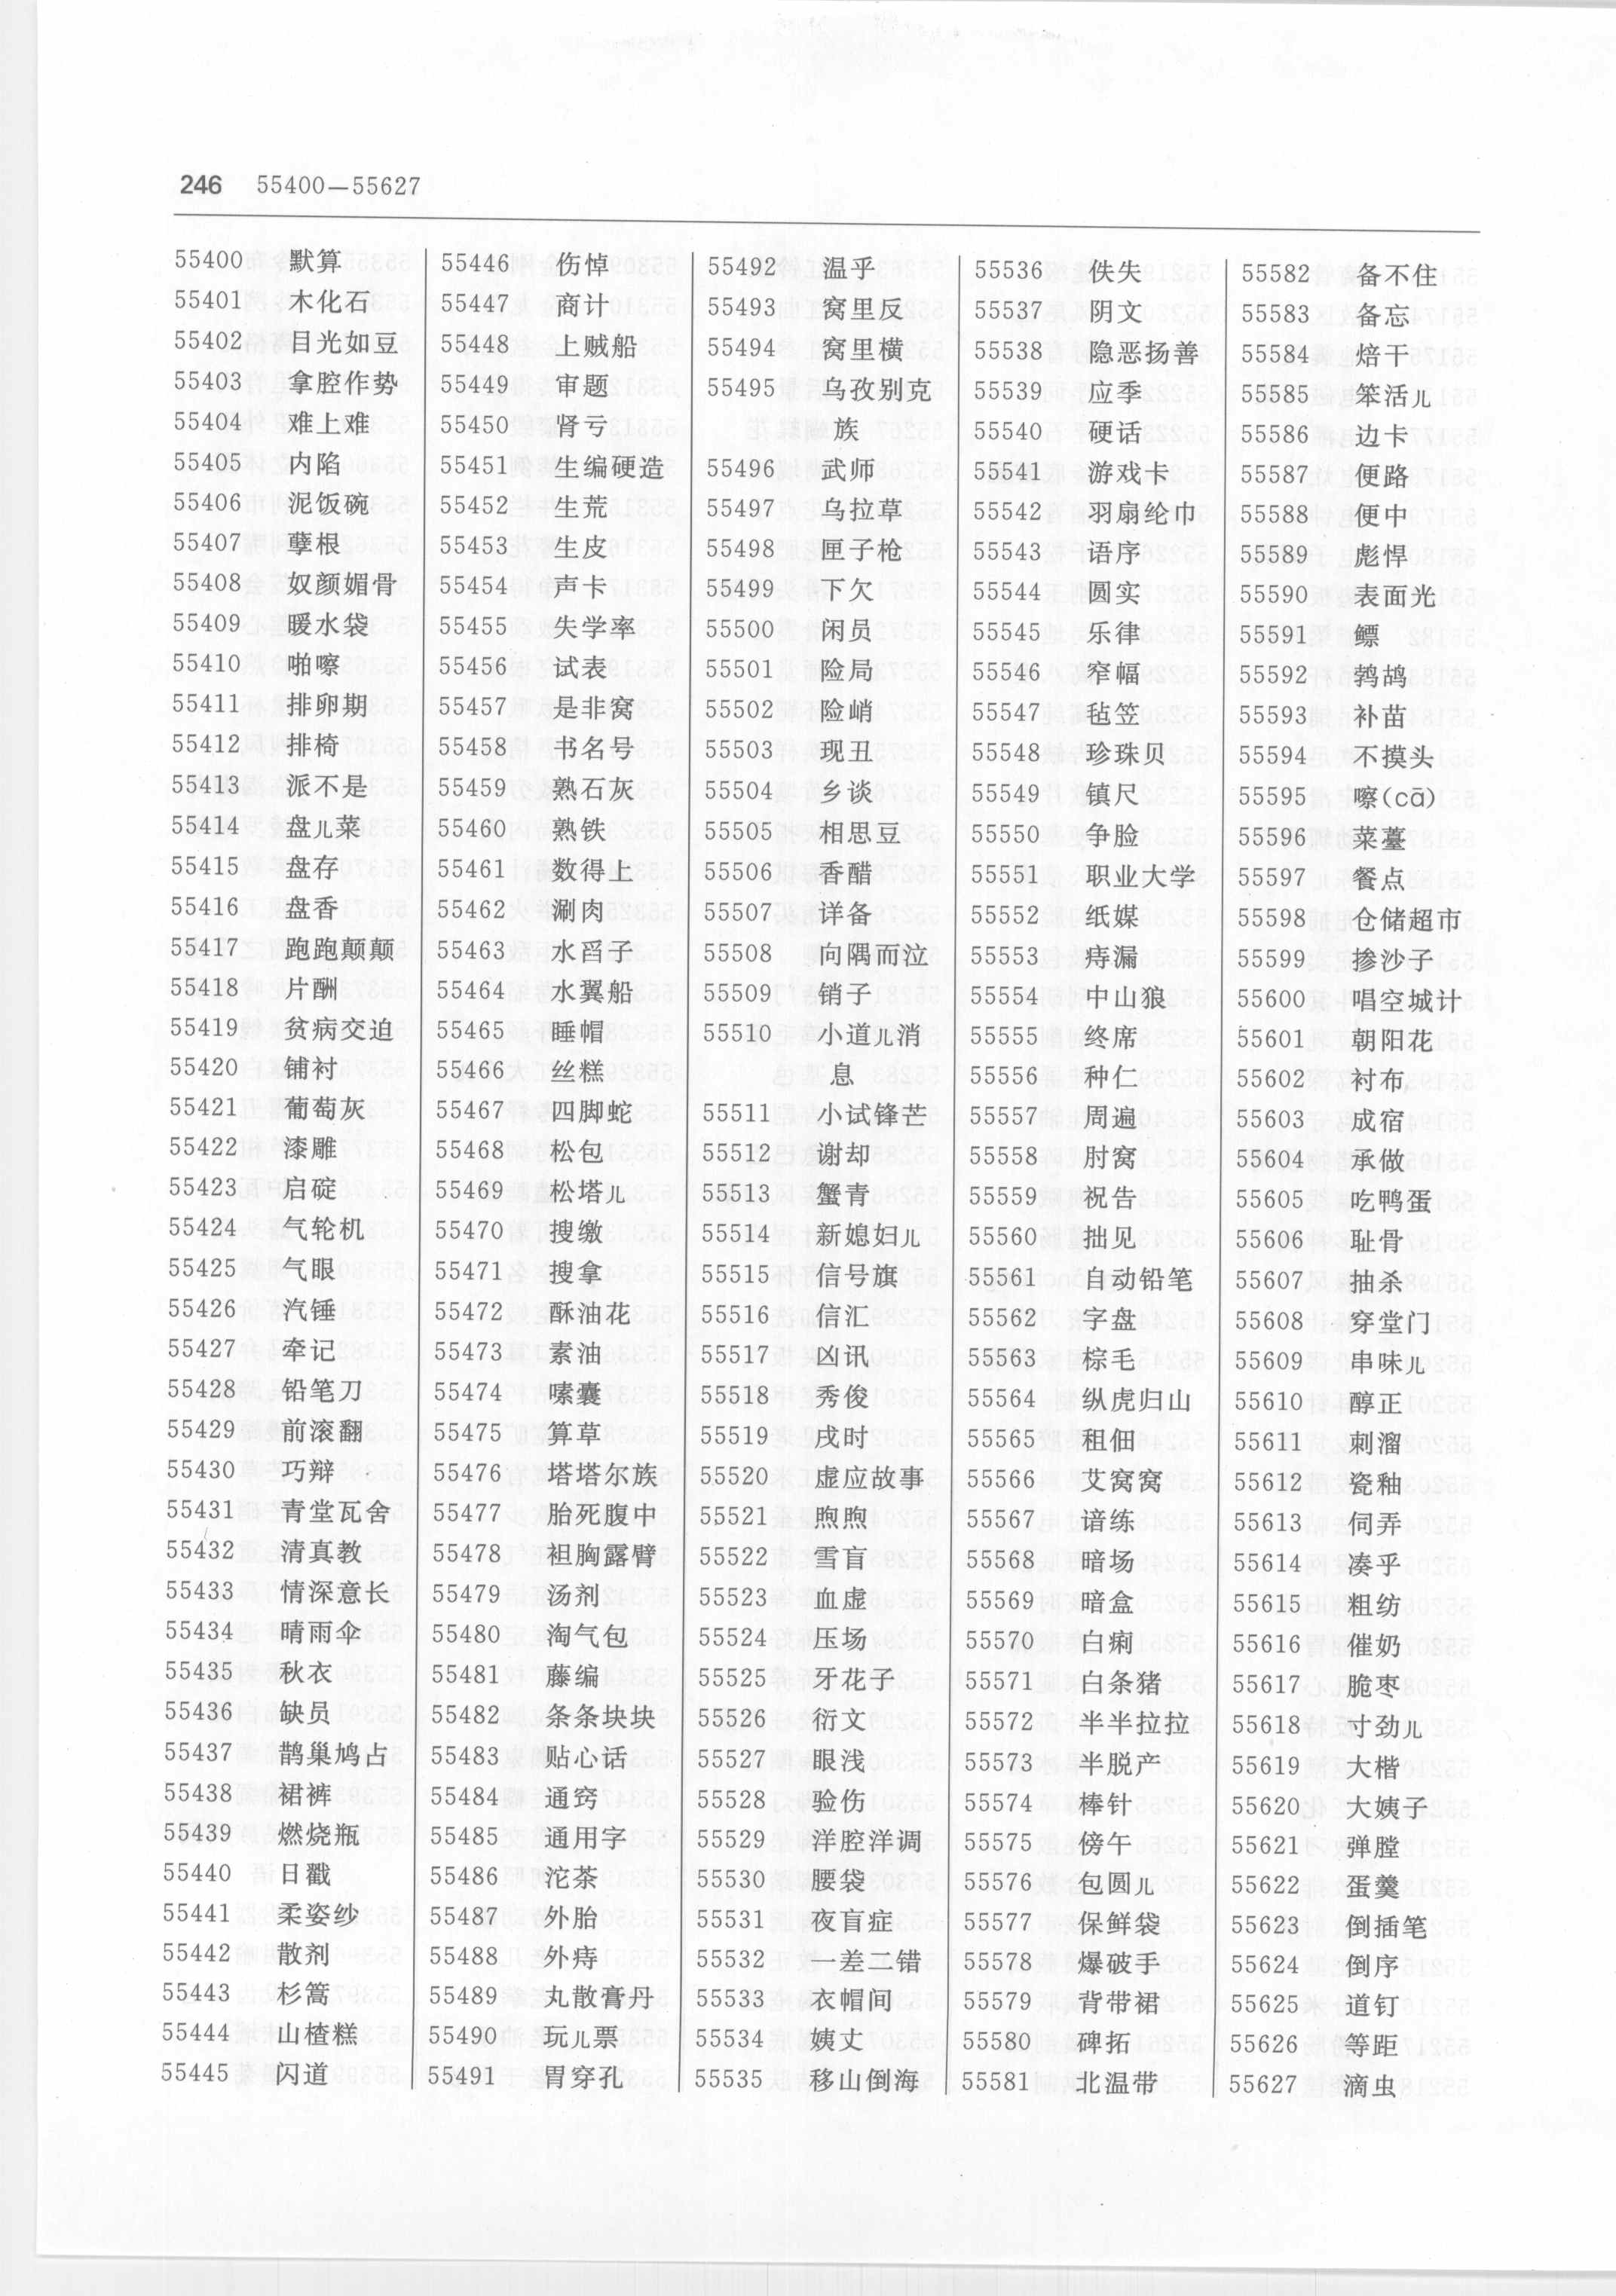 246 55400—55627
55400 默算
55401 木化石
55402 目光如豆
55403 拿腔作势
55404 难上难
55405 内陷
55406 泥饭碗
55407 孽根
55408 奴颜媚骨
55409 暖水袋
55410 啪嚓
55411 排卵期
55412 排椅
55413 派不是
55414 盘儿菜
55415 盘存
55416 盘香
55417 跑跑颠颠
55418 片酬
55419 贫病交迫
55420 铺衬
55421 葡萄灰
55422 漆雕
55423 启碇
55424 气轮机
55425 气眼
55426 汽锤
55427 牵记
55428 铅笔刀
55429 前滚翻
55430 巧辩
55431 青堂瓦舍
55432 清真教
55433 情深意长
55434 晴雨伞
55435 秋衣
55436 缺员
55437 鹊巢鸠占
55438 裙裤
55439 燃烧瓶
55440 日戳
55441 柔姿纱
55442 散剂
55443 杉篙
55444 山楂糕
55445 闪道
55446 伤悼
55447 商计
55448 上贼船
55449 审题
55450 肾亏
55451 生编硬造
55452 生荒
55453 生皮
55454 声卡
55455 失学率
55456 试表
55457 是非窝
55458 书名号
55459 熟石灰
55460 熟铁
55461 数得上
55462 涮肉
55463 水舀子
55464 水翼船
55465 睡帽
55466 丝糕
55467 四脚蛇
55468 松包
55469 松塔儿
55470 搜缴
55471 搜拿
55472 酥油花
55473 素油
55474 嗉囊
55475 算草
55476 塔塔尔族
55477 胎死腹中
55478 袒胸露臂
55479 汤剂
55480 淘气包
55481 藤编
55482 条条块块
55483 贴心话
55484 通窍
55485 通用字
55486 沱茶
55487 外胎
55488 外痔
55489 丸散膏丹
55490 玩儿票
55491 胃穿孔
55492 温乎
55493 窝里反
55494 窝里横
55495 乌孜别克
族
55496 武师
55497 乌拉草
55498 匣子枪
55499 下欠
55500 闲员
55501 险局
55502 险峭
55503 现丑
55504 乡谈
55505 相思豆
55506 香醋
55507 详备
55508 向隅而泣
55509 销子
55510 小道儿消
息
55511 小试锋芒
55512 谢却
55513 蟹青
55514 新媳妇儿
55515 信号旗
55516 信汇
55517 凶讯
55518 秀俊
55519 戌时
55520 虚应故事
55521 煦煦
55522 雪盲
55523 血虚
55524 压场
55525 牙花子
55526 衍文
55527 眼浅
55528 验伤
55529 洋腔洋调
55530 腰袋
55531 夜盲症
55532 一差二错
55533 衣帽间
55534 姨丈
55535 移山倒海
55536 佚失
55537 阴文
55538 隐恶扬善
55539 应季
55540 硬话
55541 游戏卡
55542 羽扇纶巾
55543 语序
55544 圆实
55545 乐律
55546 窄幅
55547 毡笠
55548 珍珠贝
55549 镇尺
55550 争脸
55551 职业大学
55552 纸媒
55553 痔漏
55554 中山狼
55555 终席
55556 种仁
55557 周遍
55558 肘窝
55559 祝告
55560 拙见
55561 自动铅笔
55562 字盘
55563 棕毛
55564 纵虎归山
55565 租佃
55566 艾窝窝
55567 谙练
55568 暗场
55569 暗盒
55570 白痢
55571 白条猪
55572 半半拉拉
55573 半脱产
55574 棒针
55575 傍午
55576 包圆儿
55577 保鲜袋
55578 爆破手
55579 背带裙
55580 碑拓
55581 北温带
55582 备不住
55583 备忘
55584 焙干
55585 笨活儿
55586 边卡
55587 便路
55588 便中
55589 彪悍
55590 表面光
55591 鳔
55592 鹁鸪
55593 补苗
55594 不摸头
55595 嚓(cā)
55596 菜薹
55597 餐点
55598 仓储超市
55599 掺沙子
55600 唱空城计
55601 朝阳花
55602 衬布
55603 成宿
55604 承做
55605 吃鸭蛋
55606 耻骨
55607 抽杀
55608 穿堂门
55609 串味儿
55610 醇正
55611 刺溜
55612 瓷釉
55613 伺弄
55614 凑乎
55615 粗纺
55616 催奶
55617 脆枣
55618 寸劲儿
55619 大楷
55620 大姨子
55621 弹膛
55622 蛋羹
55623 倒插笔
55624 倒序
55625 道钉
55626 等距
55627 滴虫